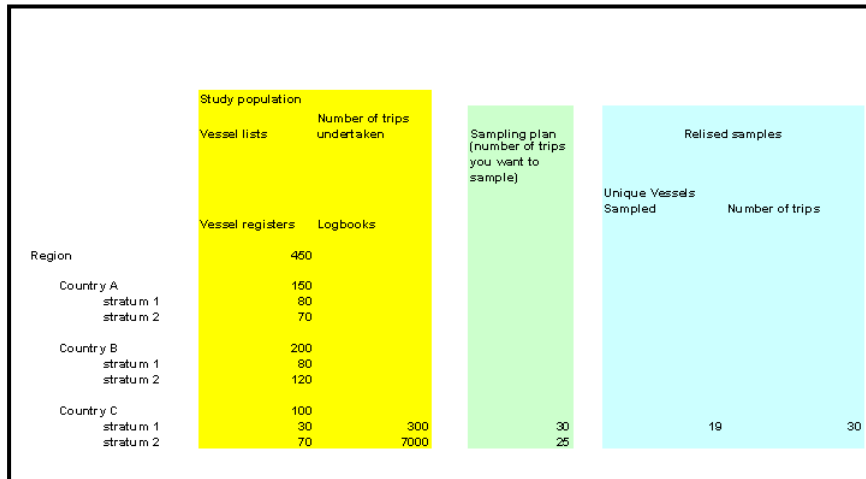 Study population
Vessel lists
Number of trips
undertaken
Sampling plan
(number of trips
you want to
sample)
Relised samples
Unique Vessels
Sampled
Number of trips
Vessel registers Logbooks
Region 450
Country A 150
stratum 1 80
stratum 2 70
Country B 200
stratum 1 80
stratum 2 120
Country C 100
stratum 1 30 300 30 19 30
stratum 2 70 7000 25